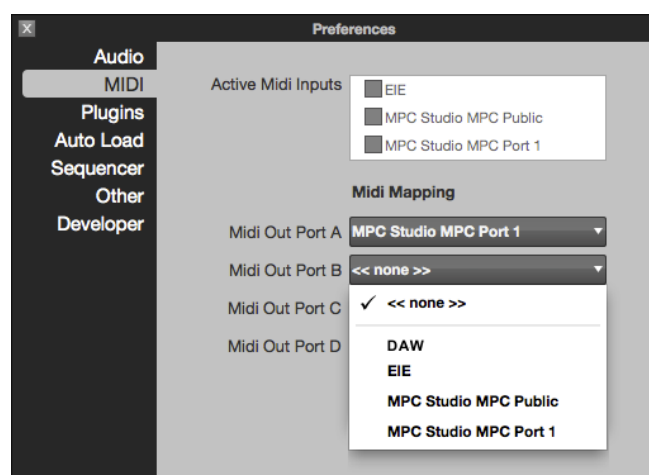 X
Preferences
Audio
MIDI
Plugins
Auto Load
Sequencer
Other
Developer
Active Midi Inputs
EIE
MPC Studio MPC Public
MPC Studio MPC Port 1
Midi Mapping
Midi Out Port A MPC Studio MPC Port 1
Midi Out Port B << none >>
Midi Out Port C
Midi Out Port D
<< none >>
DAW
EIE
MPC Studio MPC Public
MPC Studio MPC Port 1